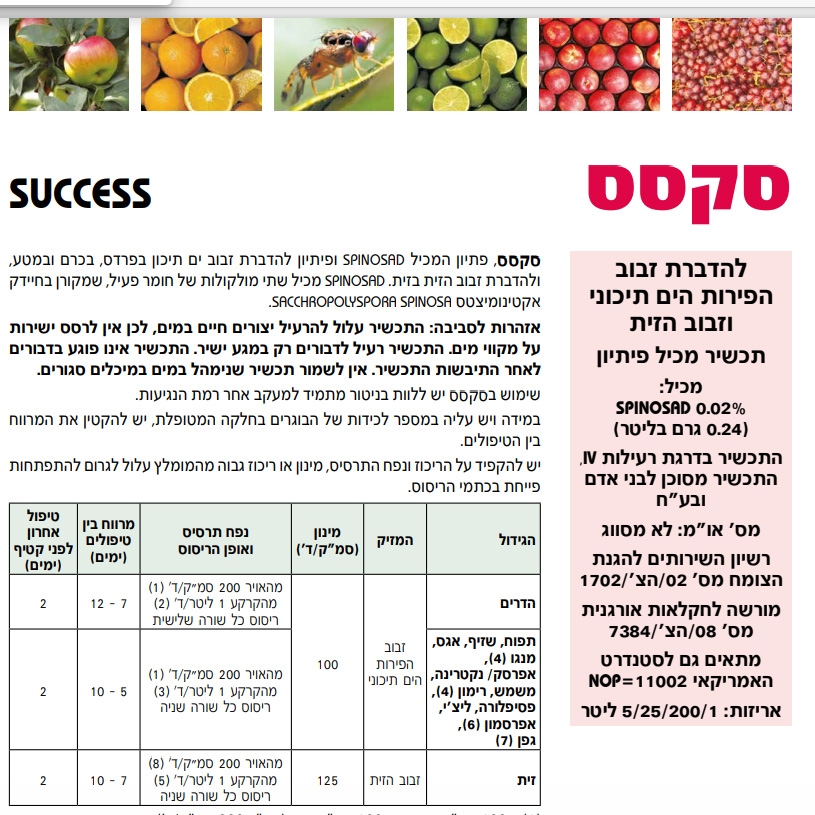 סקסס
SUCCESS
להדברת זבוב
הפירות הים תיכוני
וזבוב הזית
תכשיר מכיל פיתיון
מכיל:
SPINOSAD 0.02%
(0.24 גרם בליטר)
התכשיר בדרגת רעילות IV,
התכשיר מסוכן לבני אדם
ובע"ח
מס' או"מ: לא מסווג
רשיון השירותים להגנת
הצומח מס' 02/הצ'/1702
מורשה לחקלאות אורגנית
מס' 08/הצ'/7384
מתאים גם לסטנדרט
האמריקאי NOP=11002
אריזות: 5/25/200/1 ליטר
סקסס, פתיון המכיל SPINOSAD ופיתיון להדברת זבוב ים תיכון בפרדס, בכרם ובמטע,
ולהדברת זבוב הזית בזית. SPINOSAD מכיל שתי מולקולות של חומר פעיל, שמקורן בחיידק
אקטינומיצטס SACCHROPOLYSPORA SPINOSA.
אזהרות לסביבה: התכשיר עלול להרעיל יצורים חיים במים, לכן אין לרסס ישירות
על מקווי מים. התכשיר רעיל לדבורים רק במגע ישיר. התכשיר אינו פוגע בדבורים
לאחר התיבשות התכשיר. אין לשמור תכשיר שנימהל במים במיכלים סגורים.
שימוש בסקסס יש ללוות בניטור מתמיד למעקב אחר רמת הנגיעות.
במידה ויש עליה במספר לכידות של הבוגרים בחלקה המטופלת, יש להקטין את המרווח
בין הטיפולים.
יש להקפיד על הריכוז ונפח התרסיס, מינון או ריכוז גבוה מהמומלץ עלול לגרום להתפתחות
פייחת בכתמי הריסוס.
הגידול
המזיק
מינון
(סמ"ק/ד')
נפח תרסיס
ואופן הריסוס
מרווח בין
טיפולים
(ימים)
טיפול
אחרון
לפני קטיף
(ימים)
הדרים
זבוב
הפירות
הים תיכוני
100
מהאויר 200 סמ"ק/ד' (1)
מהקרקע 1 ליטר/ד' (2)
ריסוס כל שורה שלישית
7 - 12
2
תפוח, שזיף, אגס,
מנגו (4),
אפרסק/ נקטרינה,
משמש, רימון (4),
פסיפלורה, ליצ'י,
אפרסמון (6),
גפן (7)
מהאויר 200 סמ"ק/ד' (1)
מהקרקע 1 ליטר/ד' (3)
ריסוס כל שורה שניה
5 - 10
2
זית
זבוב הזית
125
מהאויר 200 סמ"ק/ד' (8)
מהקרקע 1 ליטר/ד' (5)
ריסוס כל שורה שניה
7 - 10
2